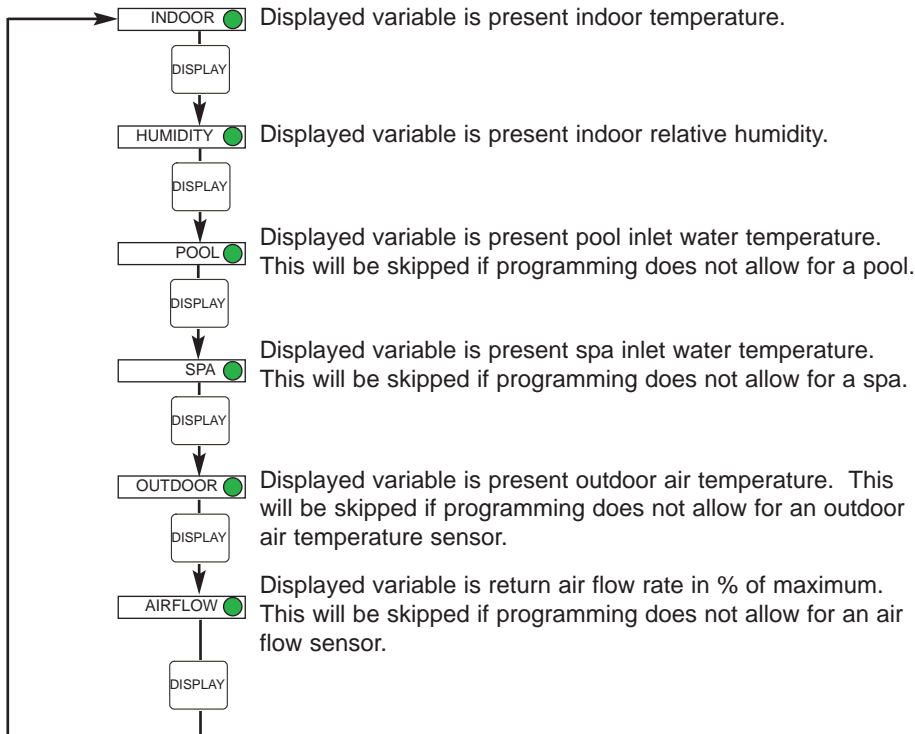 INDOOR
Displayed variable is present indoor temperature.
DISPLAY
HUMIDITY
Displayed variable is present indoor relative humidity.
DISPLAY
POOL
Displayed variable is present pool inlet water temperature.
This will be skipped if programming does not allow for a pool.
DISPLAY
SPA
Displayed variable is present spa inlet water temperature.
This will be skipped if programming does not allow for a spa.
DISPLAY
OUTDOOR
Displayed variable is present outdoor air temperature.  This
will be skipped if programming does not allow for an outdoor
air temperature sensor.
DISPLAY
AIRFLOW
Displayed variable is return air flow rate in % of maximum.
This will be skipped if programming does not allow for an air
flow sensor.
DISPLAY